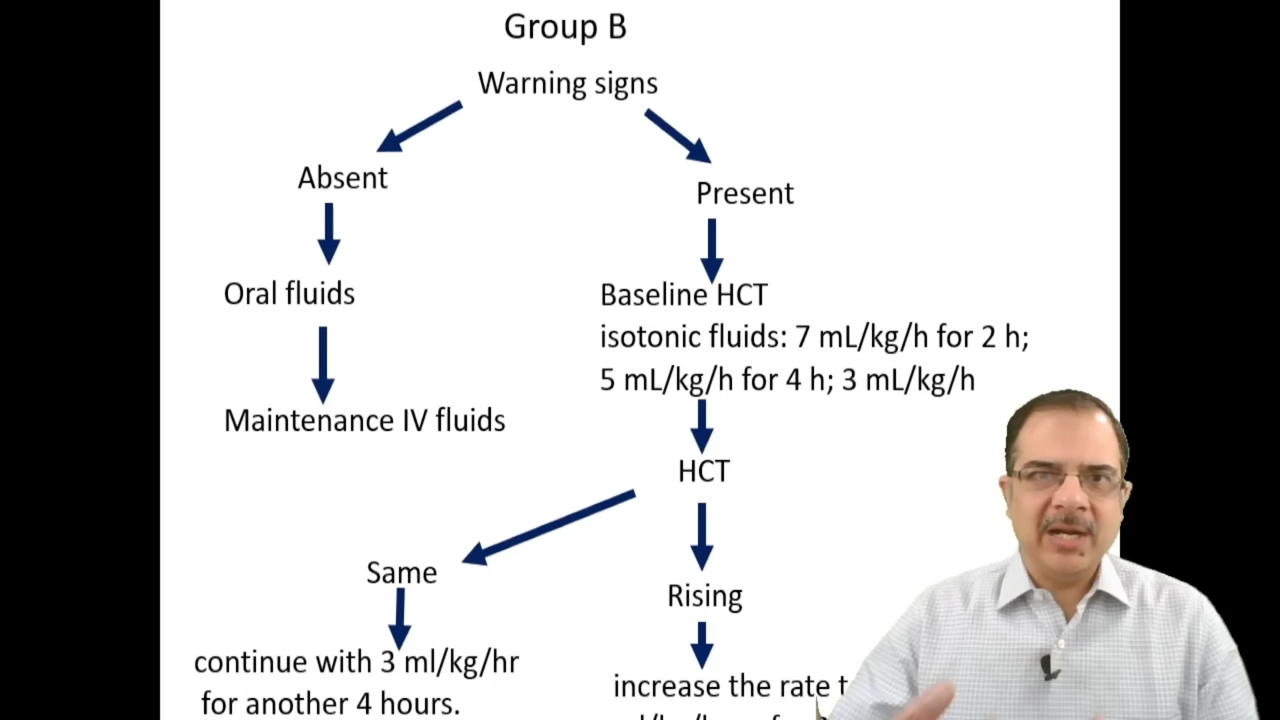 Group B
Warning signs
Absent
Present
Oral fluids
Baseline HCT
isotonic fluids: 7 mL/kg/h for 2 h;
5 mL/kg/h for 4 h; 3 mL/kg/h
Maintenance IV fluids
HCT
Same
Rising
continue with 3 ml/kg/hr
for another 4 hours.
increase the rate